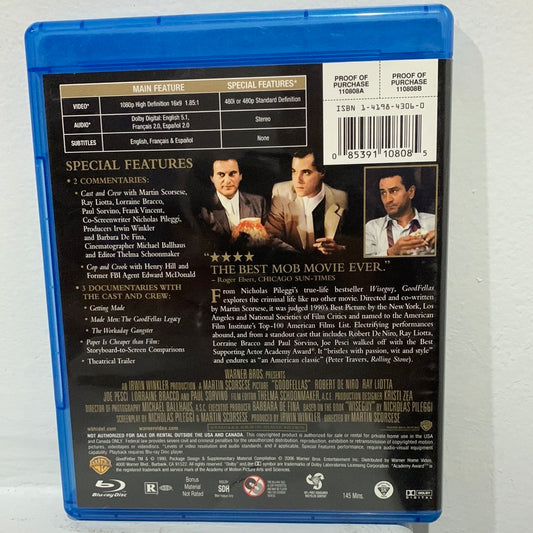 MAIN FEATURE SPECIAL FEATURES*
VIDEO* 1080p High Definition 16x9 1.85:1 480i or 480p Standard Definition
AUDIO* Dolby Digital: English 5.1, Français 2.0, Español 2.0 Stereo
SUBTITLES English, Français & Español None
PROOF OF PURCHASE 110808A
PROOF OF PURCHASE 110808B
ISBN 1-4198-4306-0
0 85391 10808 5
SPECIAL FEATURES
• 2 COMMENTARIES:
• Cast and Crew with Martin Scorsese,
Ray Liotta, Lorraine Bracco,
Paul Sorvino, Frank Vincent,
Co-Screenwriter Nicholas Pileggi,
Producers Irwin Winkler
and Barbara De Fina,
Cinematographer Michael Ballhaus
and Editor Thelma Schoonmaker
• Cop and Crook with Henry Hill and
Former FBI Agent Edward McDonald
• 3 DOCUMENTARIES WITH
THE CAST AND CREW:
• Getting Made
• Made Men: The GoodFellas Legacy
• The Workaday Gangster
• Paper Is Cheaper than Film:
Storyboard-to-Screen Comparisons
• Theatrical Trailer
"★★★★
THE BEST MOB MOVIE EVER."
– Roger Ebert, CHICAGO SUN-TIMES
From Nicholas Pileggi's true-life bestseller Wiseguy, GoodFellas
explores the criminal life like no other movie. Directed and co-written
by Martin Scorsese, it was judged 1990's Best Picture by the New York, Los
Angeles and National Societies of Film Critics and named to the American
Film Institute's Top-100 American Films List. Electrifying performances
abound, and from a standout cast that includes Robert De Niro, Ray Liotta,
Lorraine Bracco and Paul Sorvino, Joe Pesci walked off with the Best
Supporting Actor Academy Award®. It "bristles with passion, wit and style"
and endures as "an American classic" (Peter Travers, Rolling Stone).
WARNER BROS. PRESENTS
AN IRWIN WINKLER PRODUCTION A MARTIN SCORSESE PICTURE "GOODFELLAS" ROBERT DE NIRO RAY LIOTTA
JOE PESCI LORRAINE BRACCO AND PAUL SORVINO FILM EDITOR THELMA SCHOONMAKER, A.C.E. PRODUCTION DESIGNER KRISTI ZEA
DIRECTOR OF PHOTOGRAPHY MICHAEL BALLHAUS, A.S.C. EXECUTIVE PRODUCER BARBARA DE FINA BASED ON THE BOOK "WISEGUY" BY NICHOLAS PILEGGI
SCREENPLAY BY NICHOLAS PILEGGI & MARTIN SCORSESE PRODUCED BY IRWIN WINKLER DIRECTED BY MARTIN SCORSESE
wbhtvdel.com warnervideo.com
NOT AUTHORIZED FOR SALE OR RENTAL OUTSIDE THE USA AND CANADA.
Blu-ray Disc
R
Bonus Material Not Rated
SDH
145 Mins.
DOLBY DIGITAL